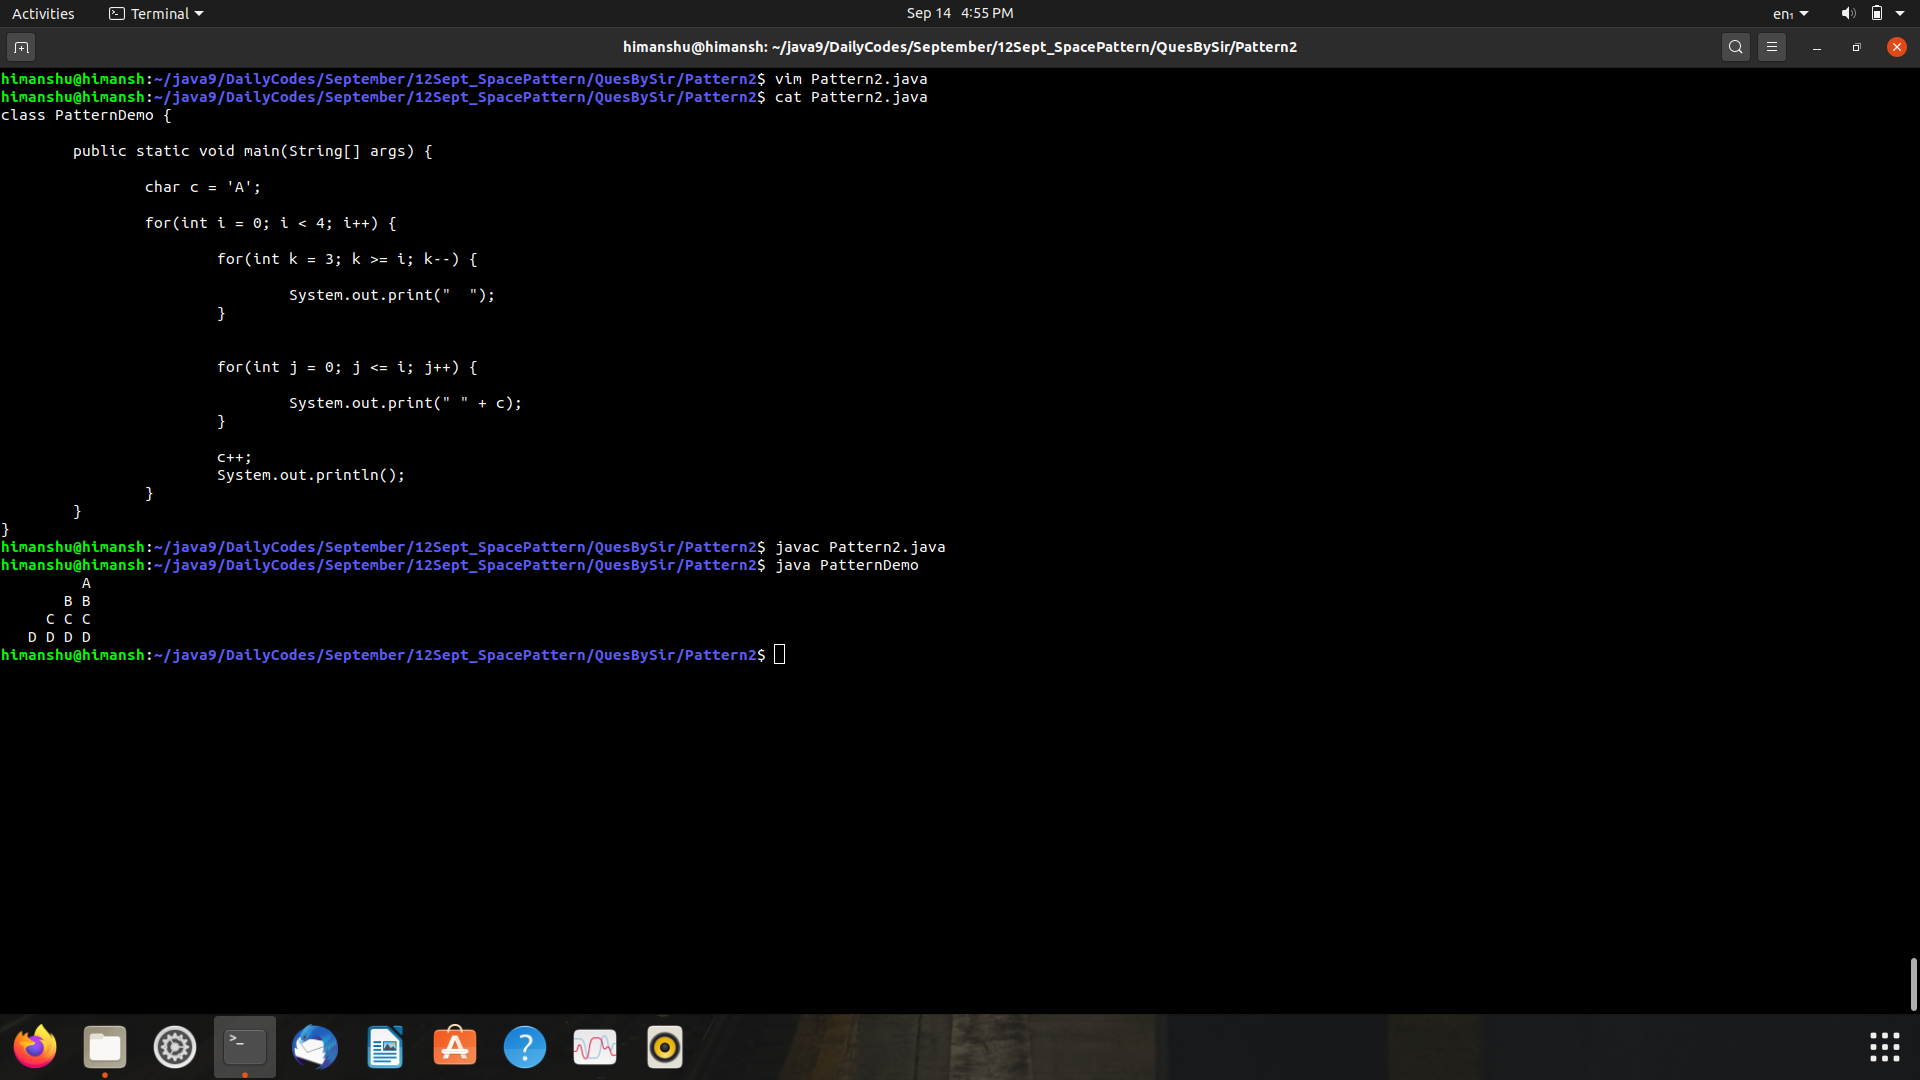 Activities   Terminal   Sep 14  4:55 PM   en₁
himanshu@himansh: ~/java9/DailyCodes/September/12Sept_SpacePattern/QuesBySir/Pattern2
himanshu@himansh:~/java9/DailyCodes/September/12Sept_SpacePattern/QuesBySir/Pattern2$ vim Pattern2.java
himanshu@himansh:~/java9/DailyCodes/September/12Sept_SpacePattern/QuesBySir/Pattern2$ cat Pattern2.java
class PatternDemo {
        public static void main(String[] args) {
                char c = 'A';
                for(int i = 0; i < 4; i++) {
                        for(int k = 3; k >= i; k--) {
                                System.out.print("  ");
                        }
                        for(int j = 0; j <= i; j++) {
                                System.out.print(" " + c);
                        }
                        c++;
                        System.out.println();
                }
        }
}
himanshu@himansh:~/java9/DailyCodes/September/12Sept_SpacePattern/QuesBySir/Pattern2$ javac Pattern2.java
himanshu@himansh:~/java9/DailyCodes/September/12Sept_SpacePattern/QuesBySir/Pattern2$ java PatternDemo
         A
       B B
     C C C
   D D D D
himanshu@himansh:~/java9/DailyCodes/September/12Sept_SpacePattern/QuesBySir/Pattern2$